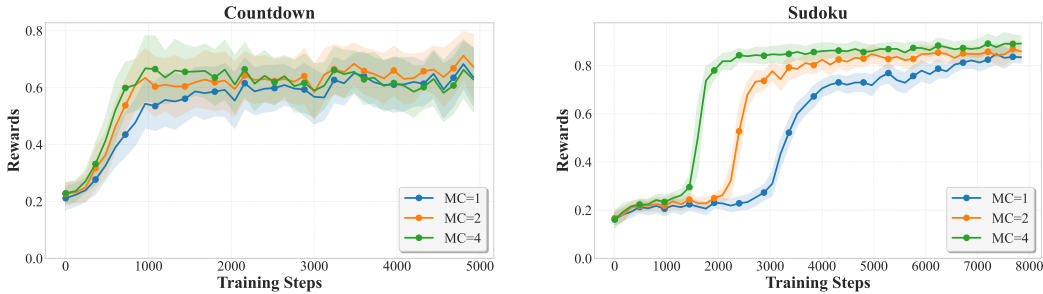 Countdown
0.8
0.6
0.4
0.2
0.0
Rewards
0 1000 2000 3000 4000 5000
Training Steps
MC=1
MC=2
MC=4
Sudoku
0.8
0.6
0.4
0.2
0.0
Rewards
0 1000 2000 3000 4000 5000 6000 7000 8000
Training Steps
MC=1
MC=2
MC=4